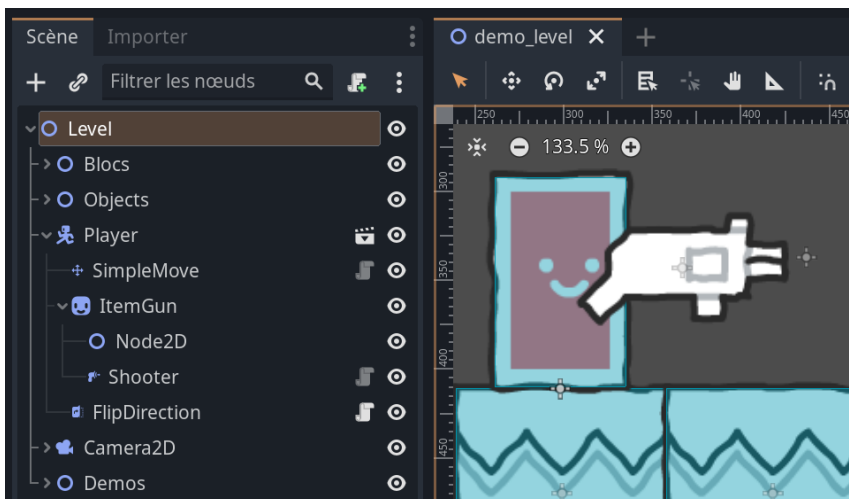 Scène Importer
demo_level
Filtrer les nœuds
250 300 350 400 450
Level
133.5 %
Blocs
300
Objects
Player
SimpleMove
350
ItemGun
Node2D
400
Shooter
FlipDirection
Camera2D
450
Demos